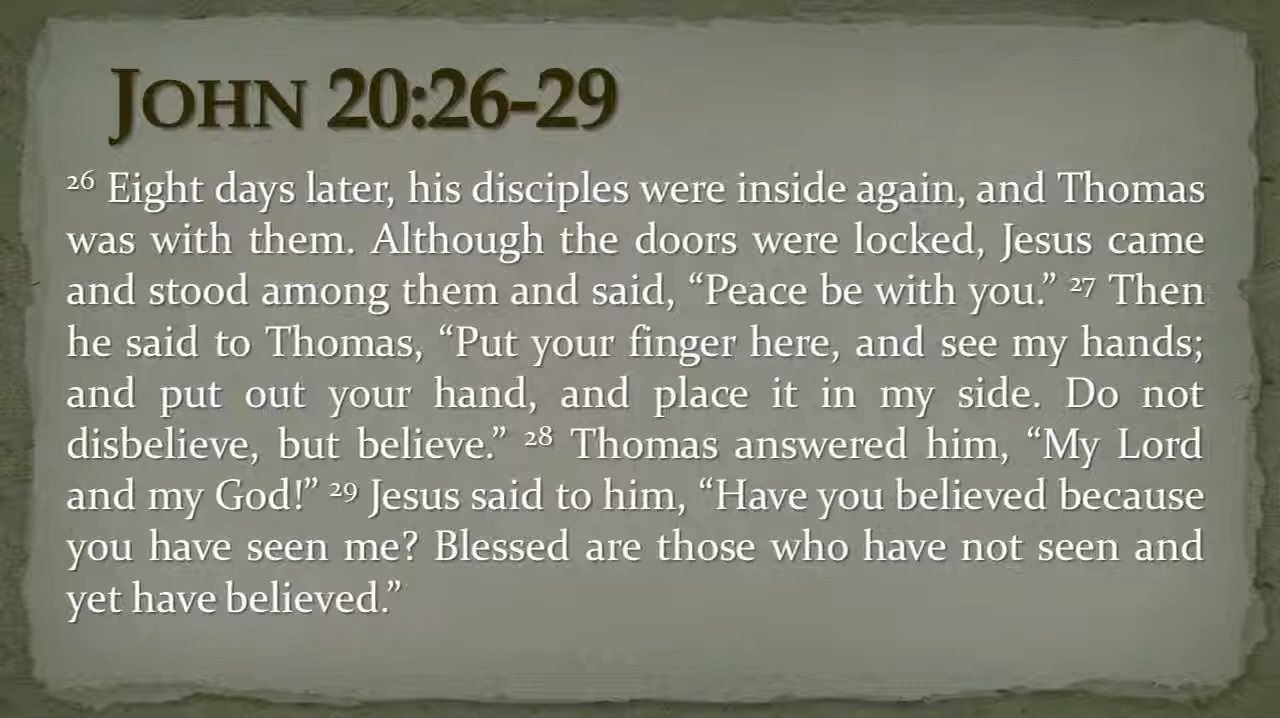 JOHN 20:26-29
26 Eight days later, his disciples were inside again, and Thomas
was with them. Although the doors were locked, Jesus came
and stood among them and said, “Peace be with you.” 27 Then
he said to Thomas, “Put your finger here, and see my hands;
and put out your hand, and place it in my side. Do not
disbelieve, but believe.” 28 Thomas answered him, “My Lord
and my God!” 29 Jesus said to him, “Have you believed because
you have seen me? Blessed are those who have not seen and
yet have believed.”